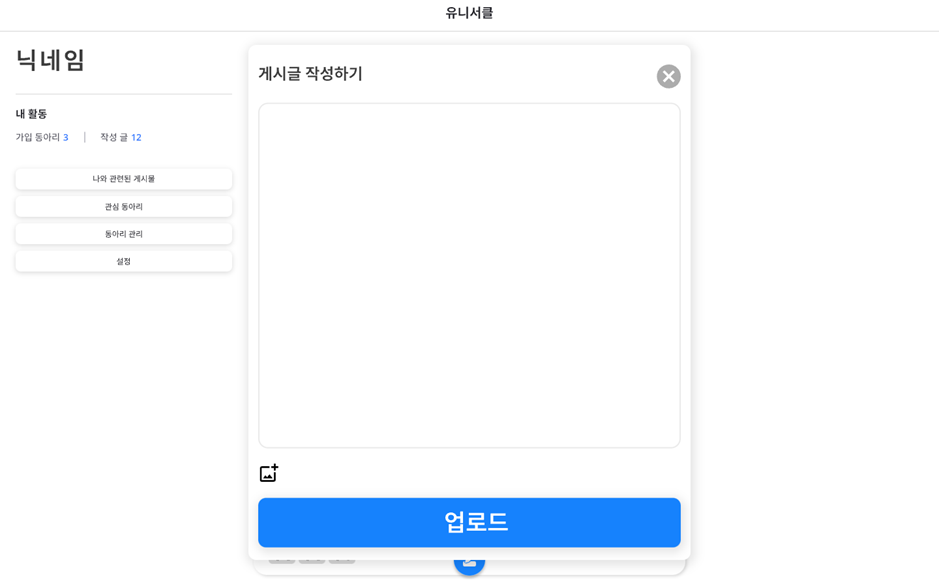 유니서클
닉네임
내 활동
가입 동아리 3 | 작성 글 12
나와 관련된 게시물
관심 동아리
동아리 관리
설정
게시글 작성하기
업로드